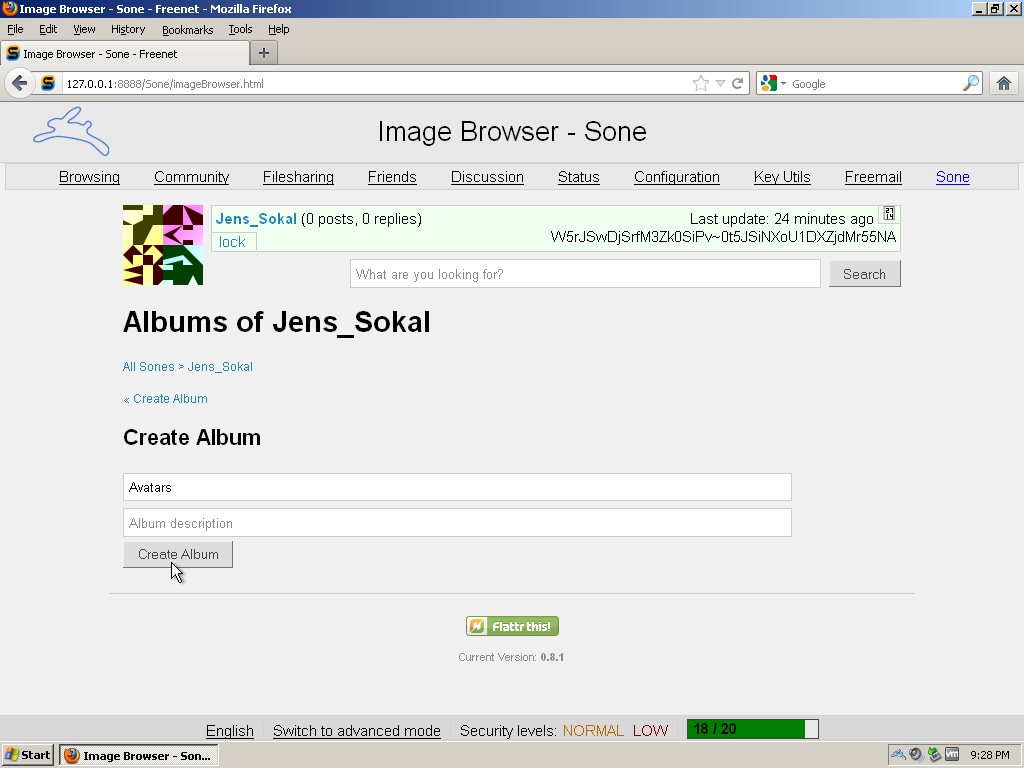 Image Browser - Sone - Freenet - Mozilla Firefox
File Edit View History Bookmarks Tools Help
Image Browser - Sone - Freenet
127.0.0.1:8888/Sone/imageBrowser.html
Google
Image Browser - Sone
Browsing Community Filesharing Friends Discussion Status Configuration Key Utils Freemail Sone
Jens_Sokal (0 posts, 0 replies) Last update: 24 minutes ago
lock W5rJSwDjSrfM3Zk0SiPv~0t5JSiNXoU1DXZjdMr55NA
What are you looking for? Search
Albums of Jens_Sokal
All Sones > Jens_Sokal
« Create Album
Create Album
Avatars
Album description
Create Album
Flattr this!
Current Version: 0.8.1
English Switch to advanced mode Security levels: NORMAL LOW 18 / 20
Start Image Browser - Son... 9:28 PM